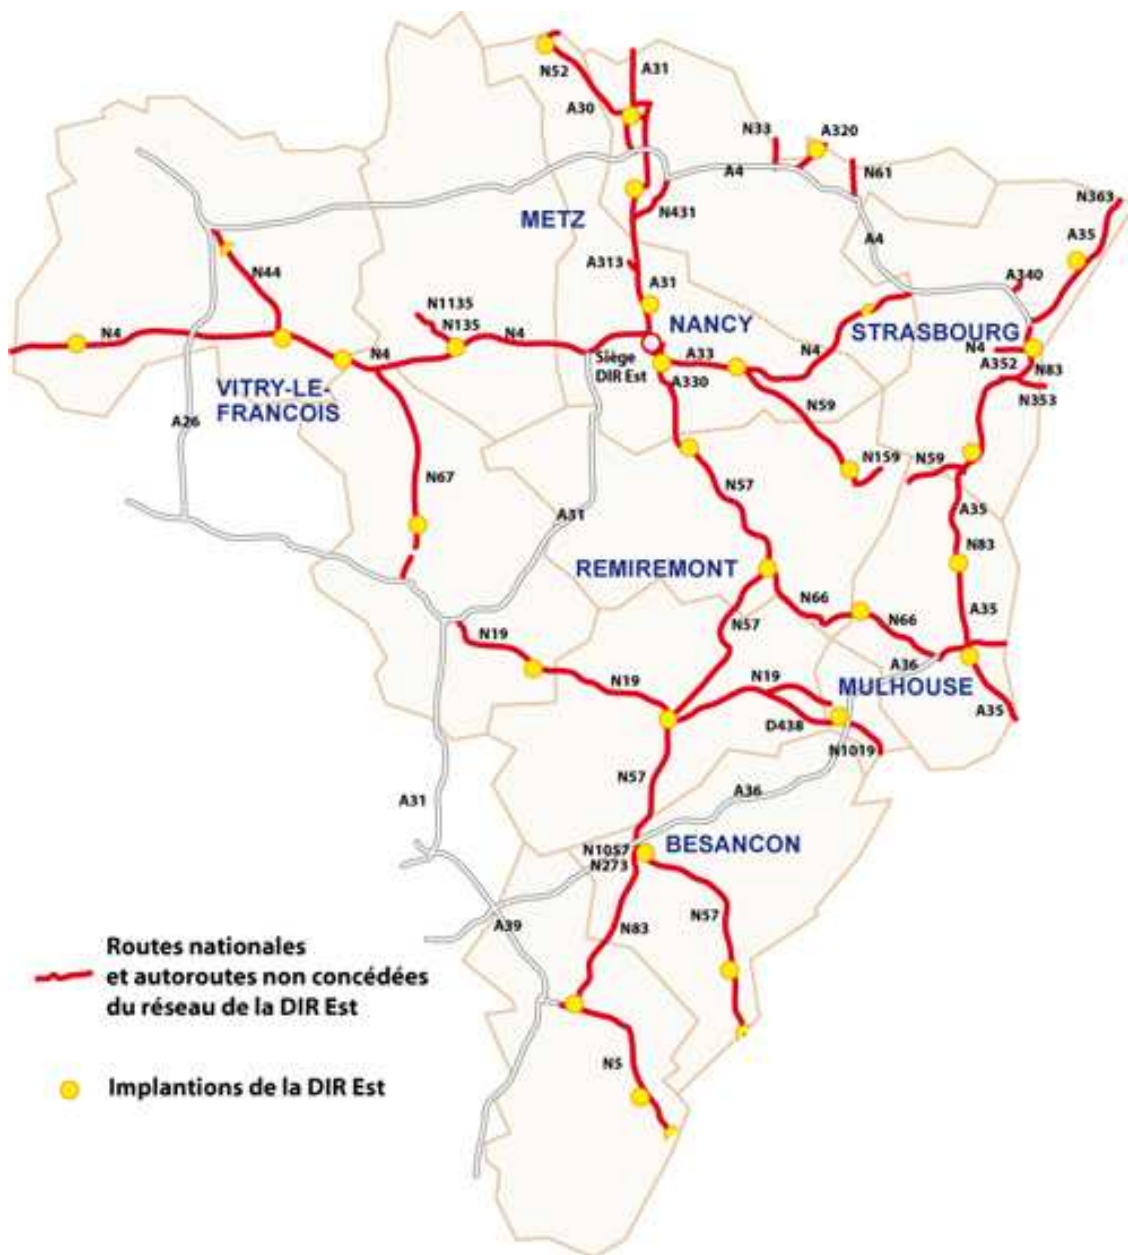 N52
A31
A30
N33
A320
A4
N61
N363
METZ
N431
A4
A35
N44
A313
A340
N1135
A31
N135
NANCY
STRASBOURG
N4
N4
N4
N4
N4
Siège
DIR Est
A33
A352
N83
A330
N353
VITRY-LE-
FRANCOIS
N59
A26
N159
N59
N67
N57
A35
A31
N83
REMIREMONT
N66
N57
N66
A35
N19
A36
N19
N19
MULHOUSE
D438
A35
N1019
N57
A36
A31
N1057
N273
BESANCON
N57
A39
N83
Routes nationales
et autoroutes non concédées
du réseau de la DIR Est
N5
Implantions de la DIR Est